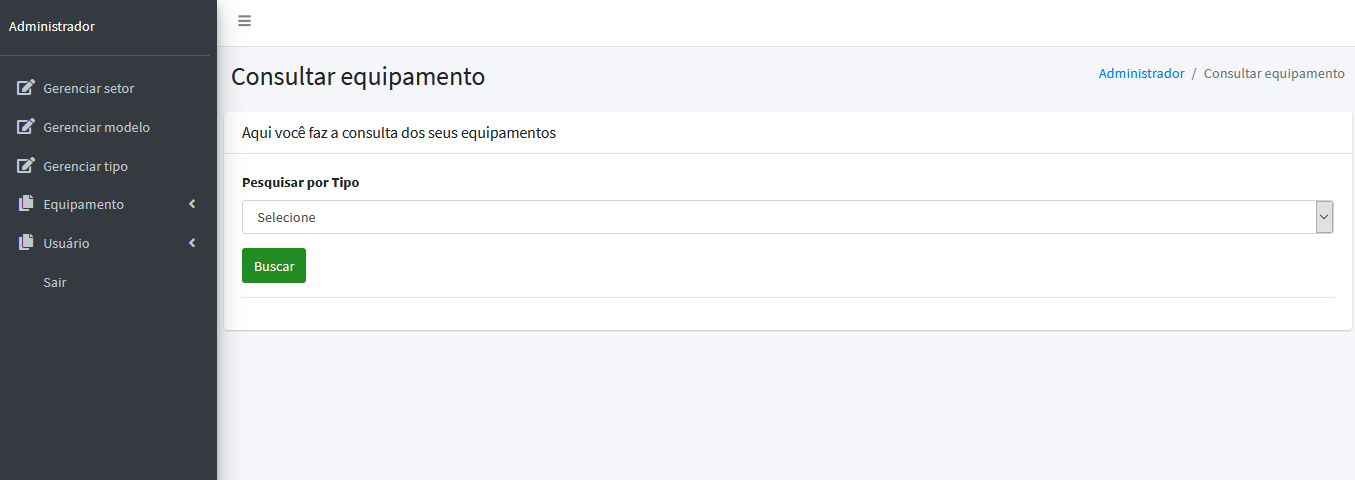 Administrador
Gerenciar setor
Gerenciar modelo
Gerenciar tipo
Equipamento
Usuário
Sair
Consultar equipamento
Administrador / Consultar equipamento
Aqui você faz a consulta dos seus equipamentos
Pesquisar por Tipo
Selecione
Buscar